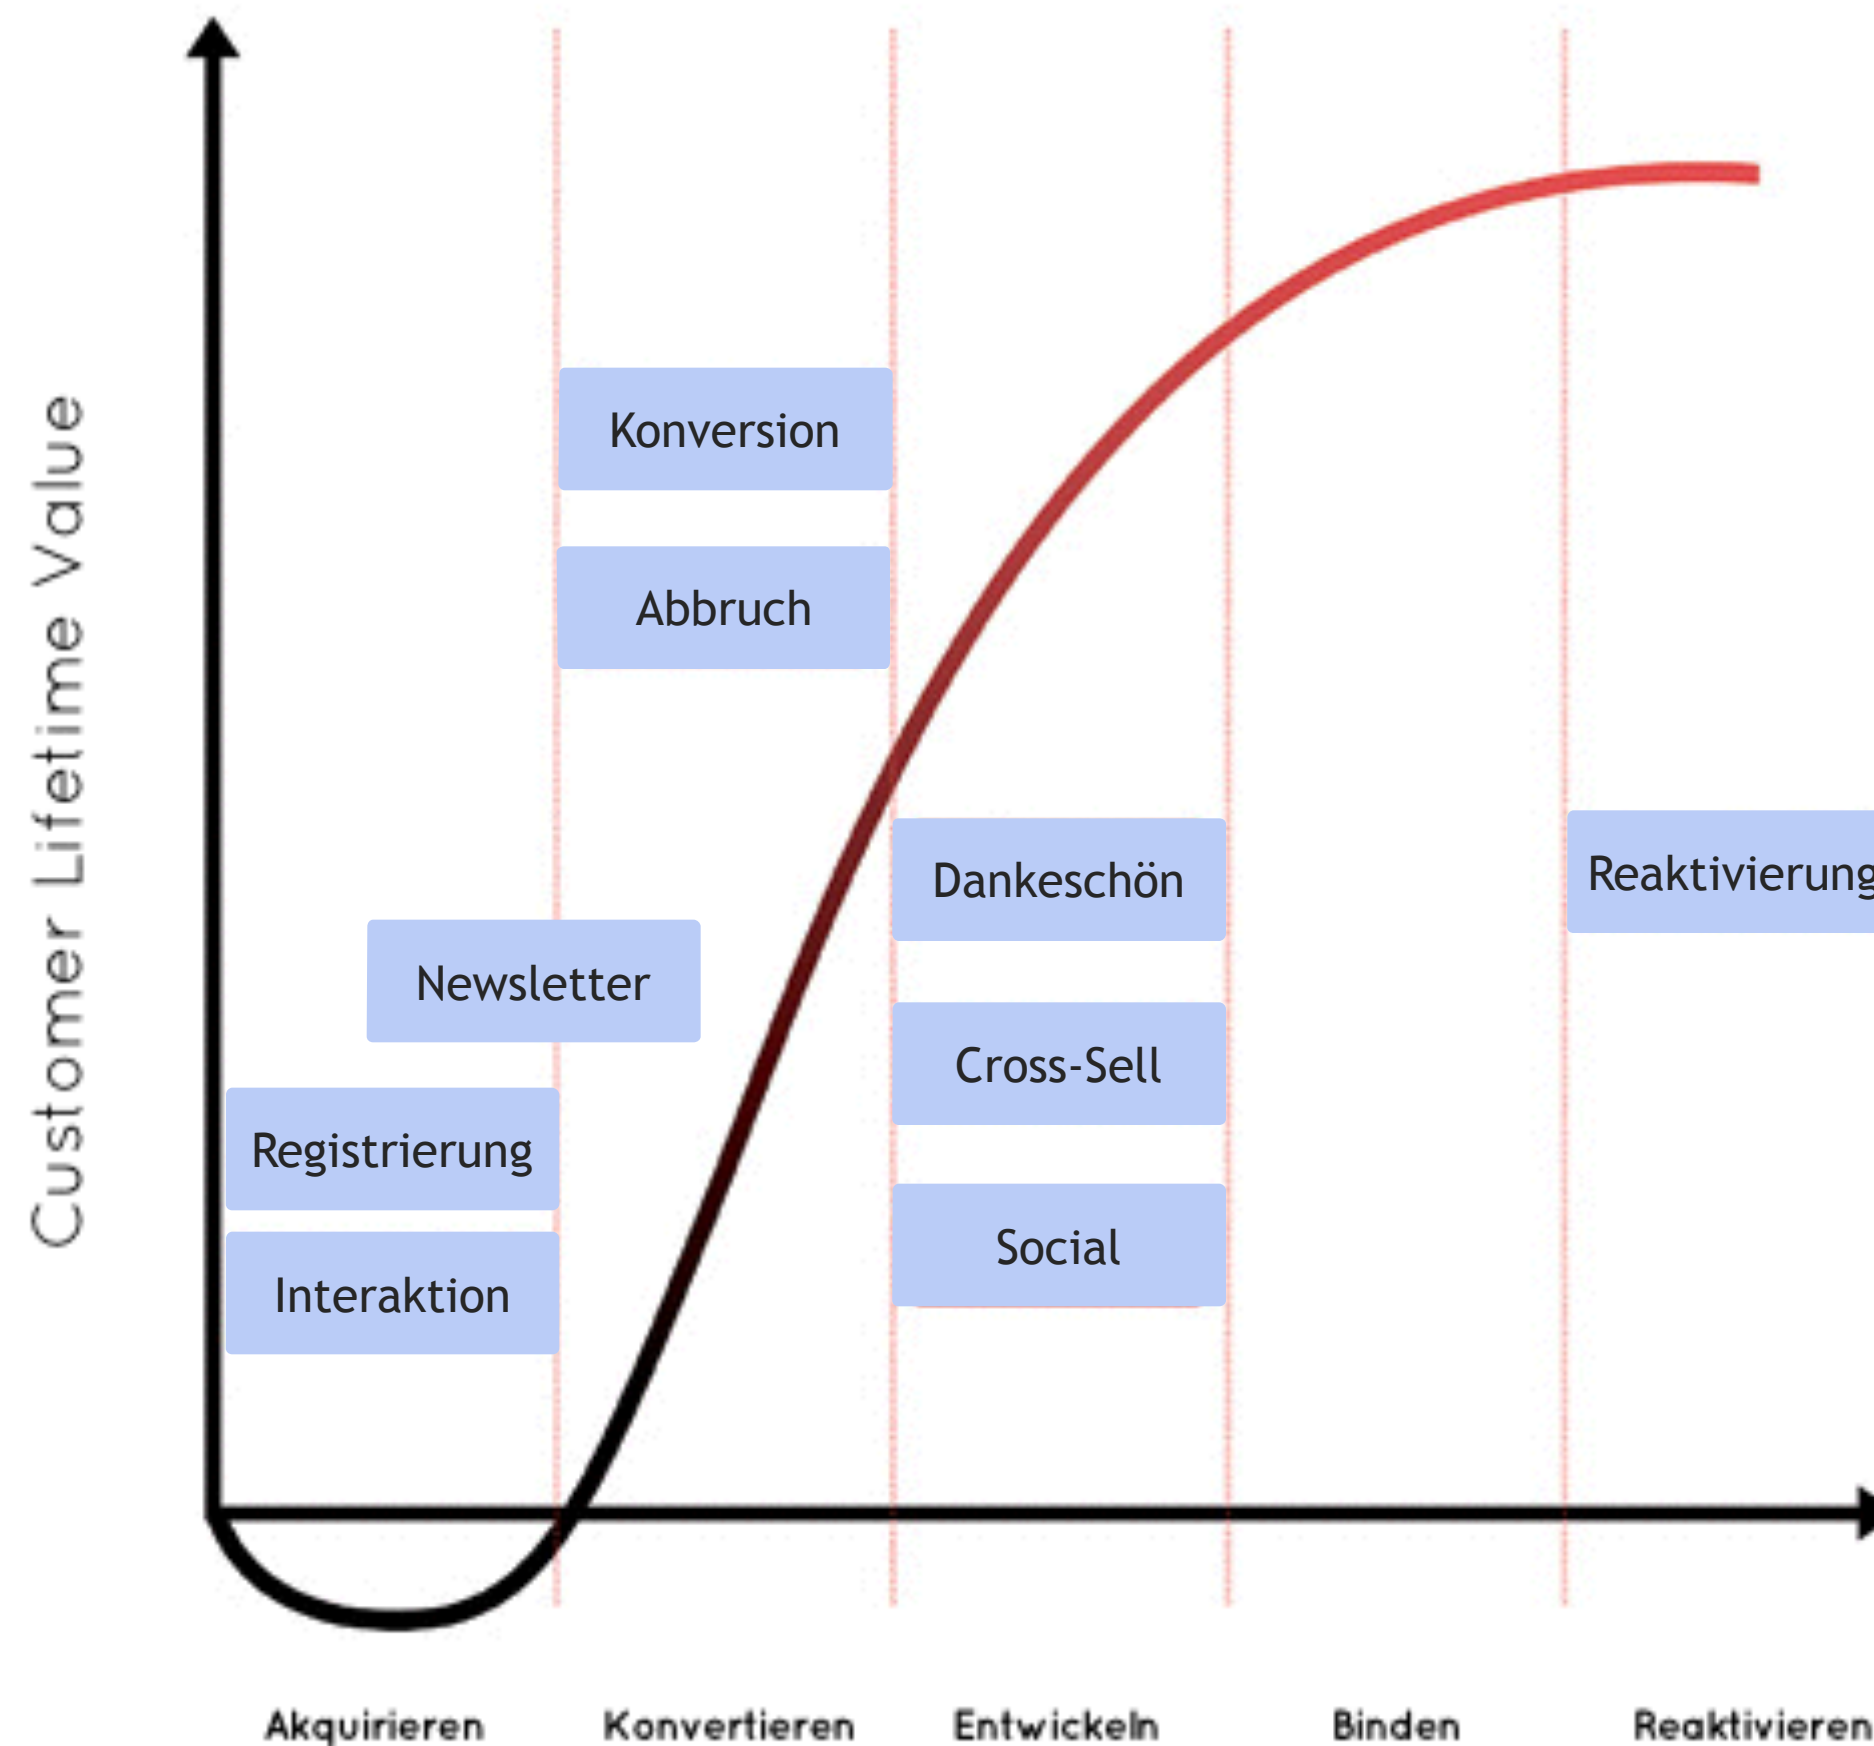 Customer Lifetime Value
Konversion
Abbruch
Newsletter
Registrierung
Interaktion
Dankeschön
Cross-Sell
Social
Reaktivierung
Akquirieren
Konvertieren
Entwickeln
Binden
Reaktivieren